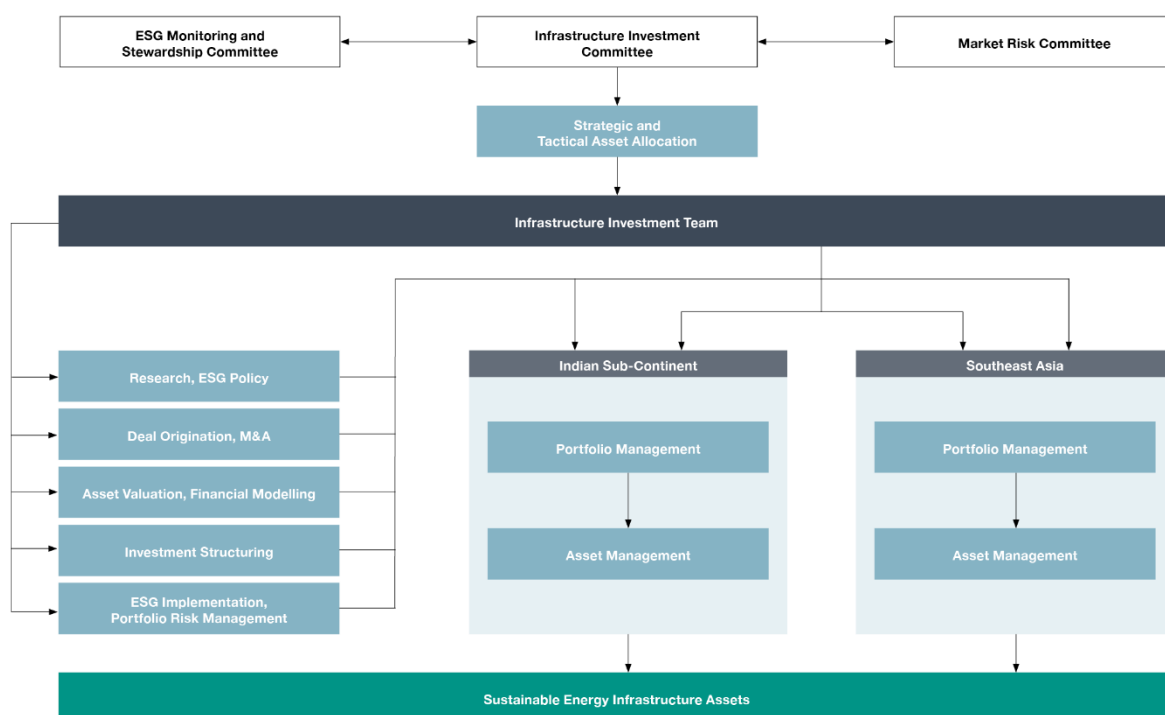 ESG Monitoring and
Stewardship Committee
Infrastructure Investment
Committee
Market Risk Committee
Strategic and
Tactical Asset Allocation
Infrastructure Investment Team
Research, ESG Policy
Deal Origination, M&A
Asset Valuation, Financial Modelling
Investment Structuring
ESG Implementation,
Portfolio Risk Management
Indian Sub-Continent
Portfolio Management
Asset Management
Southeast Asia
Portfolio Management
Asset Management
Sustainable Energy Infrastructure Assets